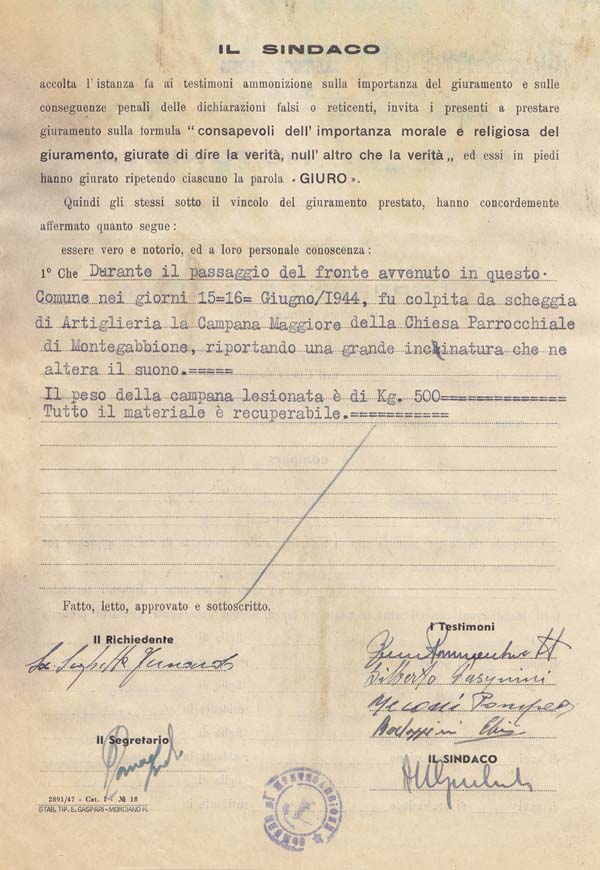 IL SINDACO
accolta l'istanza fa ai testimoni ammonizione sulla importanza del giuramento e sulle
conseguenze penali delle dichiarazioni falsi o reticenti, invita i presenti a prestare
giuramento sulla formula "consapevoli dell'importanza morale e religiosa del
giuramento, giurate di dire la verità, null'altro che la verità„ ed essi in piedi
hanno giurato ripetendo ciascuno la parola «GIURO».
Quindi gli stessi sotto il vincolo del giuramento prestato, hanno concordemente
affermato quanto segue:
essere vero e notorio, ed a loro personale conoscenza:
1° Che Durante il passaggio del fronte avvenuto in questo
Comune nei giorni 15=16= Giugno/I944, fu colpita da scheggia
di Artiglieria la Campana Maggiore della Chiesa Parrocchiale
di Montegabbione, riportando una grande inclinatura che ne
altera il suono.=====
Il peso della campana lesionata è di Kg. 500==============
Tutto il materiale è recuperabile.===========
Fatto, letto, approvato e sottoscritto.
Il Richiedente
I Testimoni
Il Segretario
IL SINDACO
2891/47 - Cat. I - № 18
STAB. TIP. E. GASPARI - MORCIANO R.
COMUNE DI MONTEGABBIONE